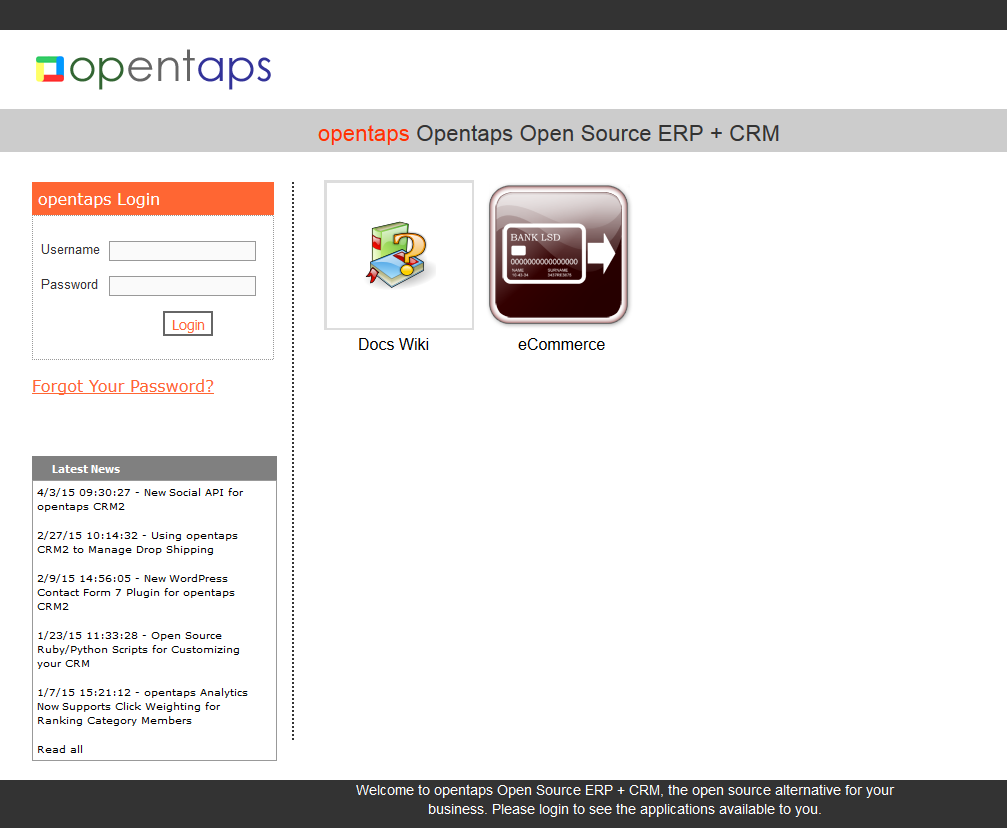 opentaps
opentaps Opentaps Open Source ERP + CRM
opentaps Login
Username
Password
Login
Forgot Your Password?
Latest News
4/3/15 09:30:27 - New Social API for
opentaps CRM2
2/27/15 10:14:32 - Using opentaps
CRM2 to Manage Drop Shipping
2/9/15 14:56:05 - New WordPress
Contact Form 7 Plugin for opentaps
CRM2
1/23/15 11:33:28 - Open Source
Ruby/Python Scripts for Customizing
your CRM
1/7/15 15:21:12 - opentaps Analytics
Now Supports Click Weighting for
Ranking Category Members
Read all
?
Docs Wiki
BANK LSD
NAME SURNAME
eCommerce
Welcome to opentaps Open Source ERP + CRM, the open source alternative for your
business. Please login to see the applications available to you.